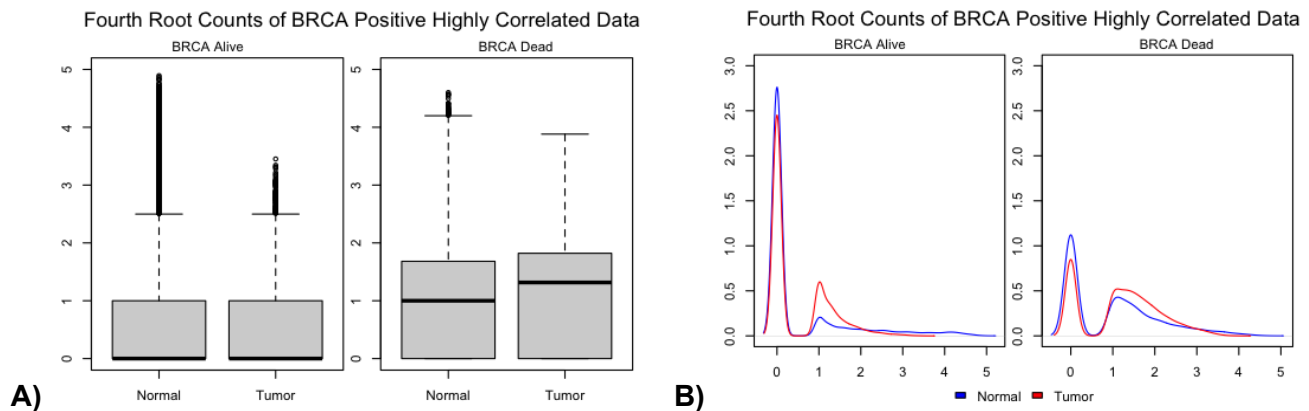 Fourth Root Counts of BRCA Positive Highly Correlated Data
BRCA Alive
BRCA Dead
5
4
3
2
1
0
5
4
3
2
1
0
Normal
Tumor
Normal
Tumor
A)
Fourth Root Counts of BRCA Positive Highly Correlated Data
BRCA Alive
BRCA Dead
3.0
2.5
2.0
1.5
1.0
0.5
0.0
3.0
2.5
2.0
1.5
1.0
0.5
0.0
0 1 2 3 4 5
0 1 2 3 4 5
Normal Tumor
B)